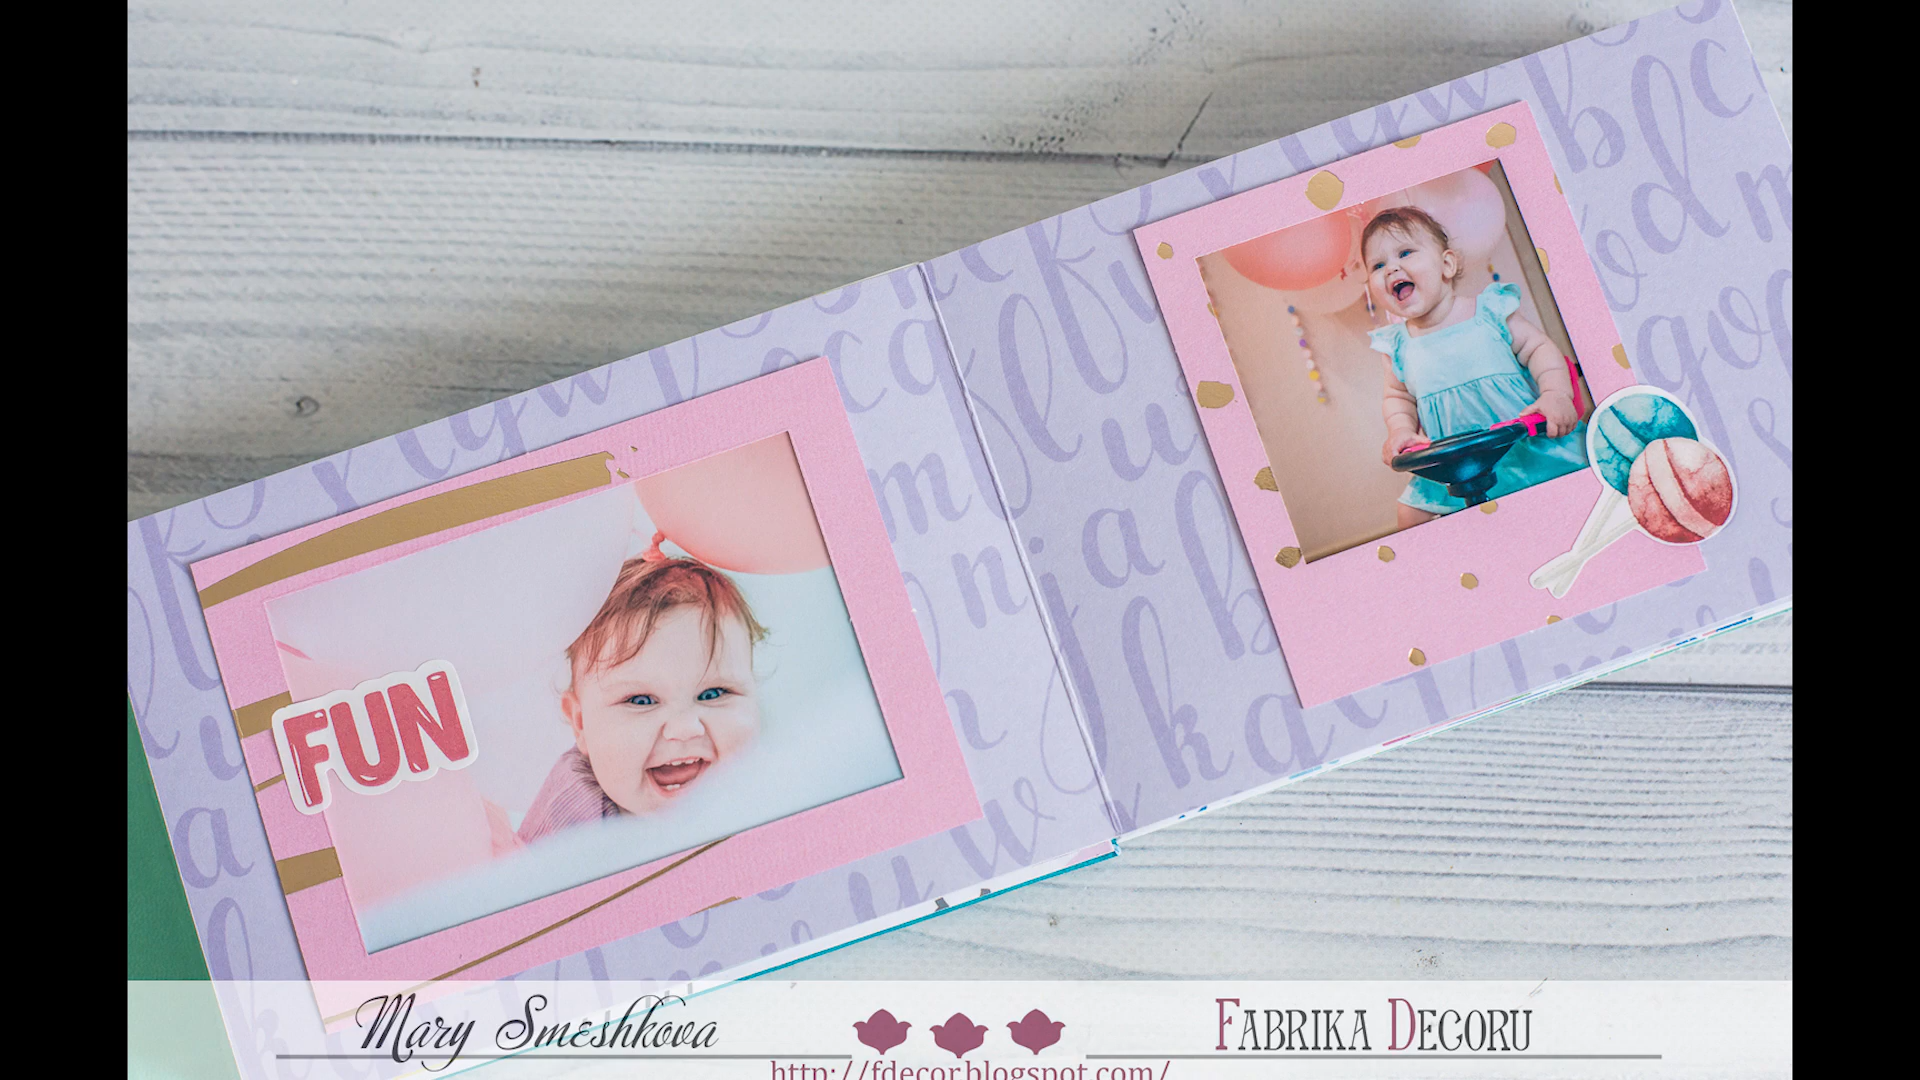 FUN
Mary Smeshkova
FABRIKA DECORU
http://fdecor.blogspot.com/